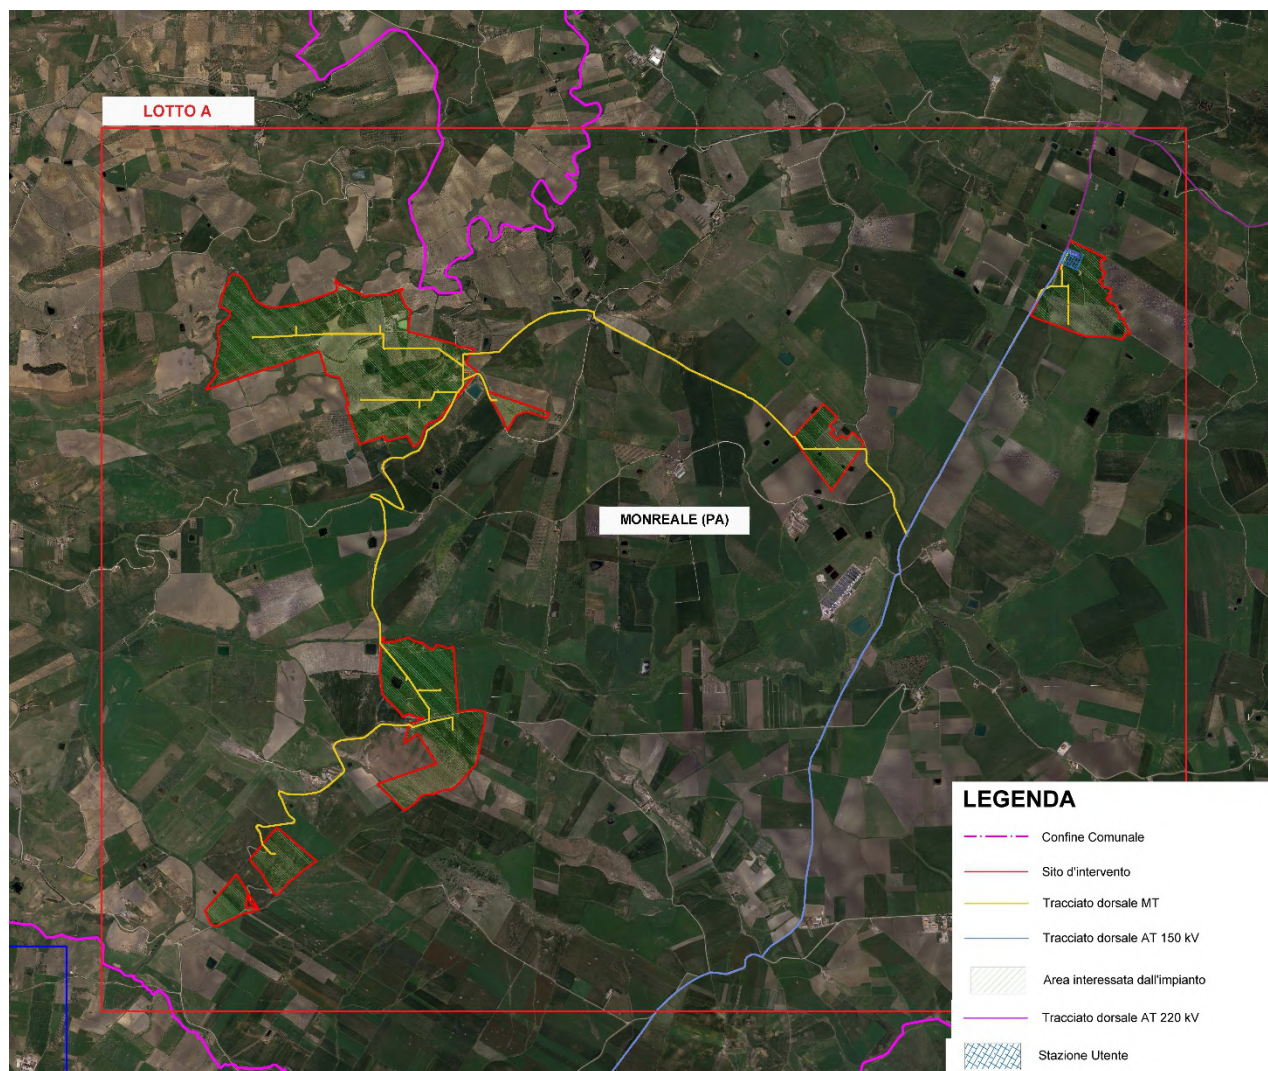 LOTTO A
MONREALE (PA)
LEGENDA
Confine Comunale
Sito d'intervento
Tracciato dorsale MT
Tracciato dorsale AT 150 kV
Area interessata dall'impianto
Tracciato dorsale AT 220 kV
Stazione Utente